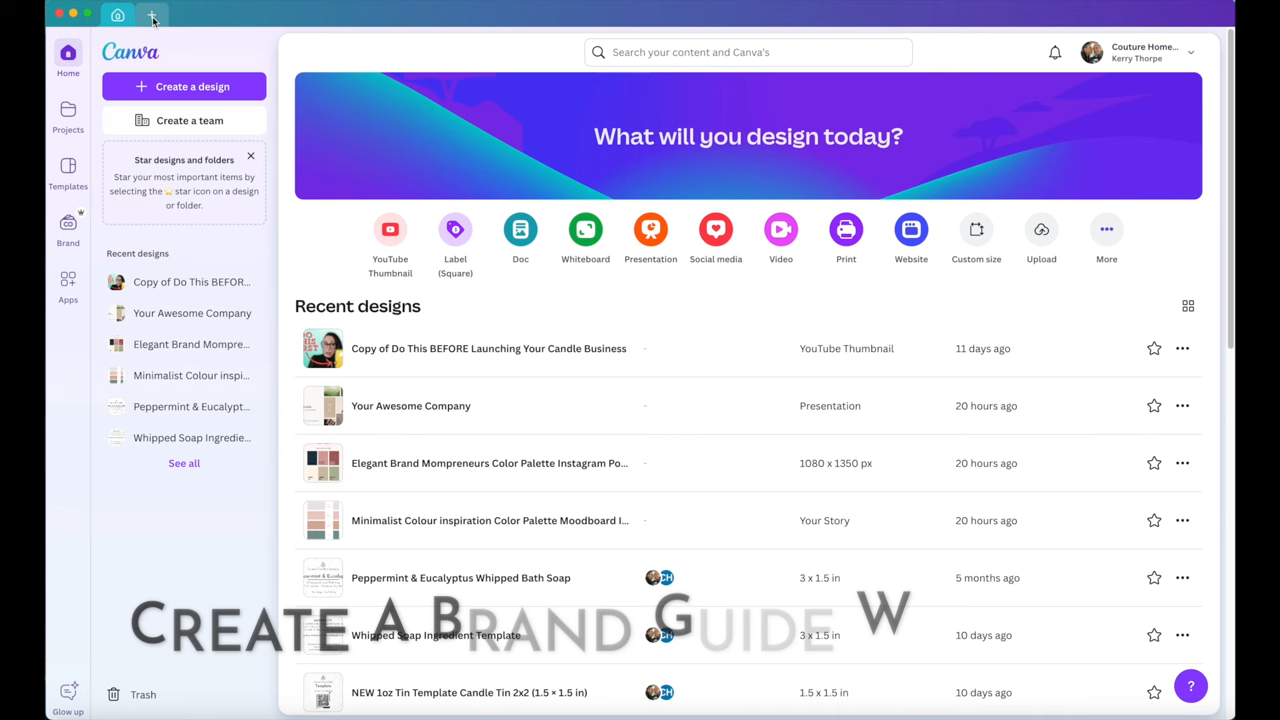 Canva
Search your content and Canva's
Couture Home...
Kerry Thorpe
Home
Projects
Templates
Brand
Apps
Glow up
+ Create a design
Create a team
Star designs and folders
Star your most important items by
selecting the ⭐ star icon on a design
or folder.
Recent designs
Copy of Do This BEFOR...
Your Awesome Company
Elegant Brand Mompre...
Minimalist Colour inspi...
Peppermint & Eucalypt...
Whipped Soap Ingredie...
See all
Trash
What will you design today?
YouTube
Thumbnail
Label
(Square)
Doc
Whiteboard
Presentation
Social media
Video
Print
Website
Custom size
Upload
More
Recent designs
Copy of Do This BEFORE Launching Your Candle Business - YouTube Thumbnail 11 days ago
Your Awesome Company - Presentation 20 hours ago
Elegant Brand Mompreneurs Color Palette Instagram Po... - 1080 x 1350 px 20 hours ago
Minimalist Colour inspiration Color Palette Moodboard I... - Your Story 20 hours ago
Peppermint & Eucalyptus Whipped Bath Soap CH 3 x 1.5 in 5 months ago
Whipped Soap Ingredient Template CH 3 x 1.5 in 10 days ago
NEW 1oz Tin Template Candle Tin 2x2 (1.5 × 1.5 in) CH 1.5 x 1.5 in 10 days ago
CREATE A BRAND GUIDE W
?